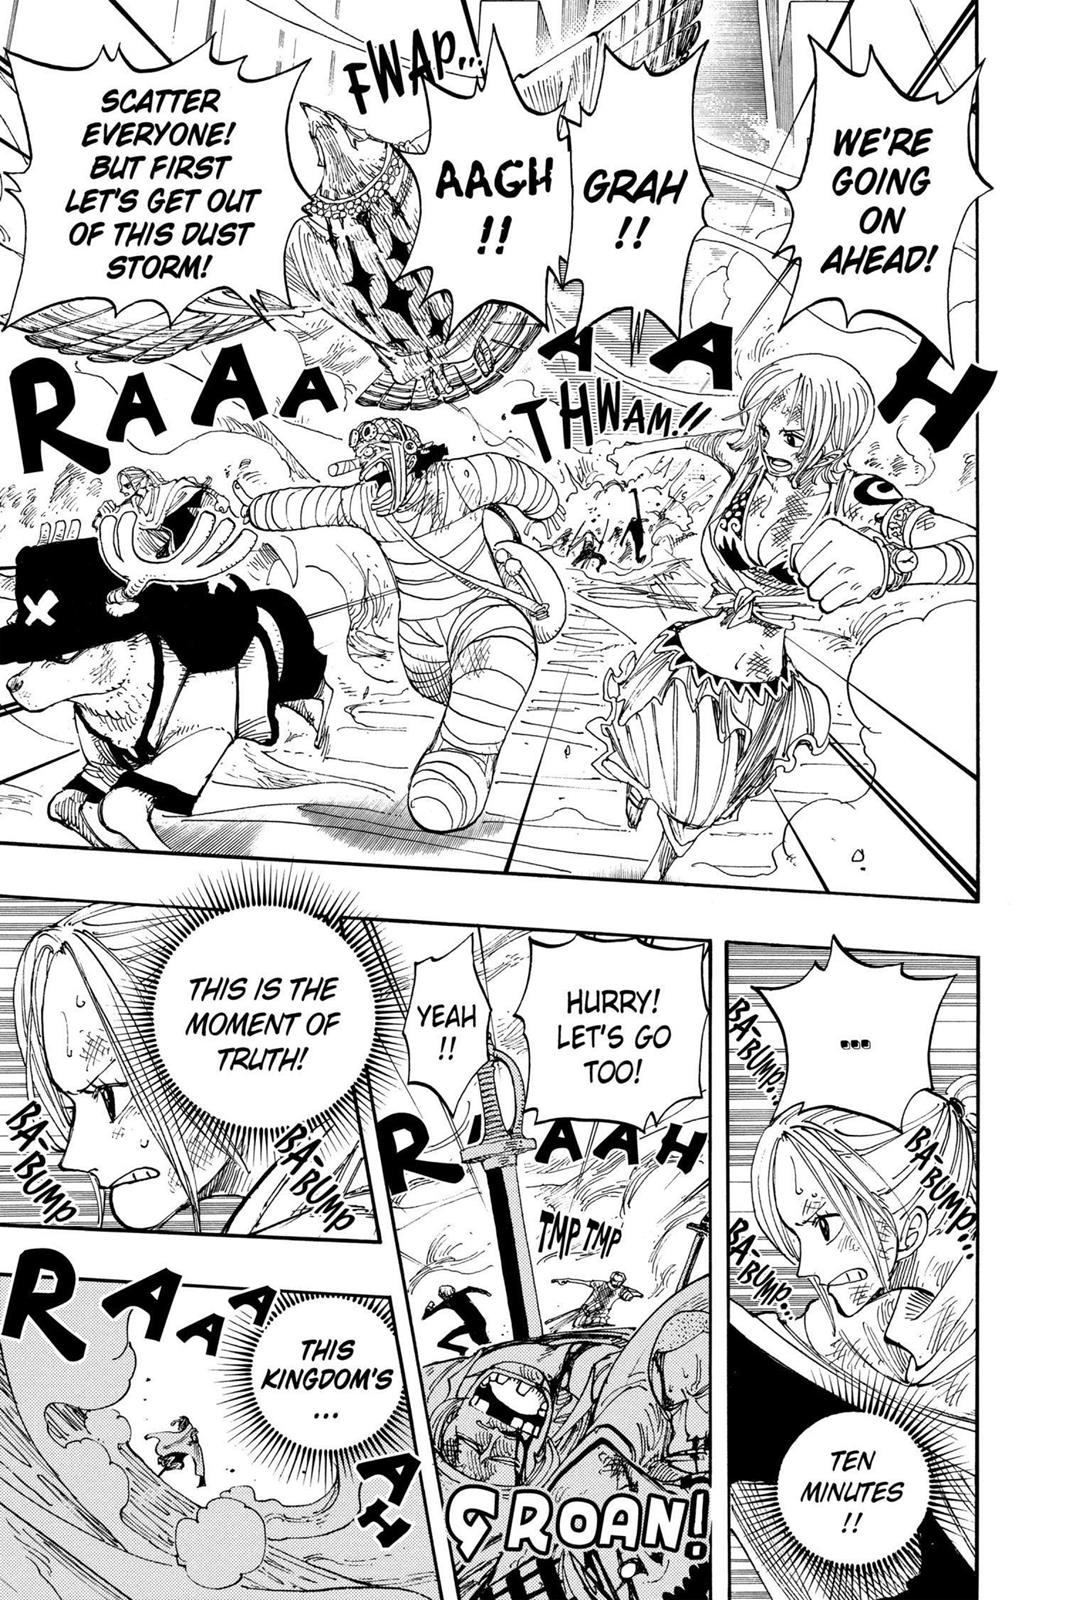 WE'RE
GOING
ON
AHEAD!
GRAH
!!
AAGH
!!
FWAP...!
SCATTER
EVERYONE!
BUT FIRST
LET'S GET OUT
OF THIS DUST
STORM!
RAAAAAH
THWAM!!
...
BA-BUMP...
BA-BUMP...
BA-BUMP...
TEN
MINUTES
!!
HURRY!
LET'S GO
TOO!
YEAH
!!
RAAAH
TMP TMP
GROAN!
THIS IS THE
MOMENT OF
TRUTH!
BA-BUMP
BA-BUMP
RAAAAH
THIS
KINGDOM'S
...